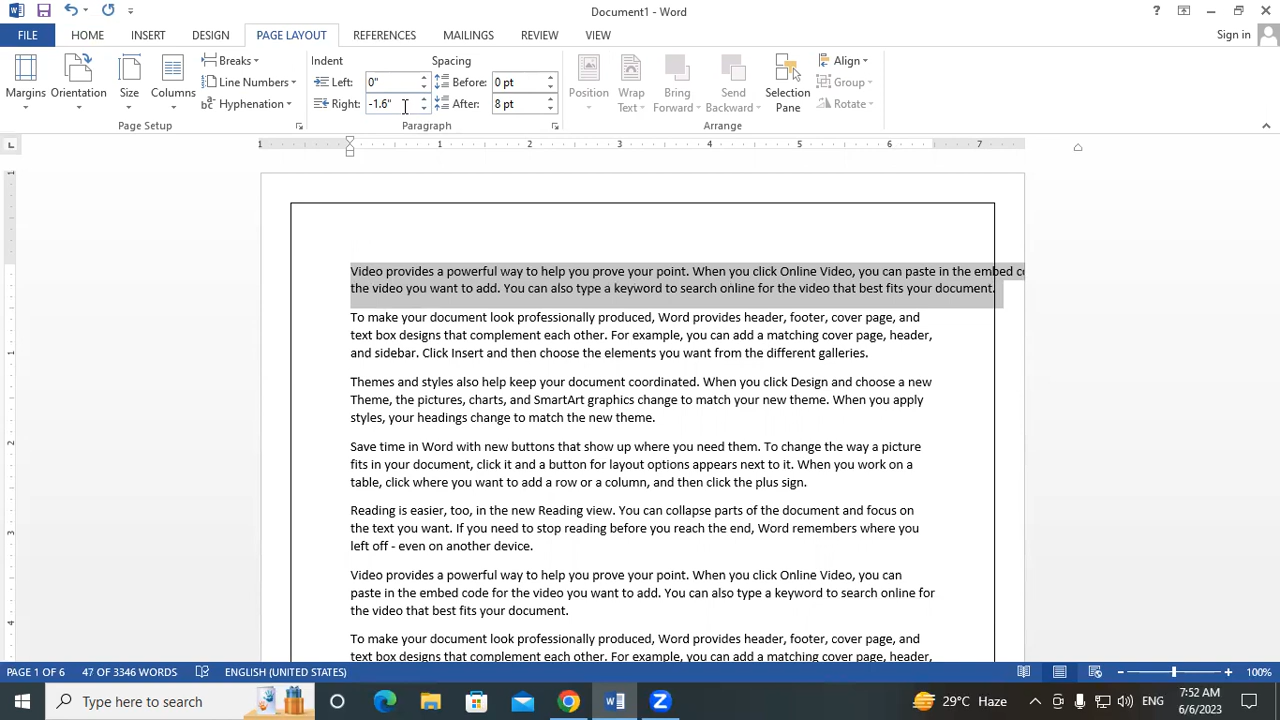 Document1 - Word
FILE HOME INSERT DESIGN PAGE LAYOUT REFERENCES MAILINGS REVIEW VIEW Sign in
Indent Spacing
Breaks Left: 0" Before: 0 pt Align
Line Numbers Right: -1.6" After: 8 pt Group
Hyphenation Rotate
Margins Orientation Size Columns
Position Wrap Text Bring Forward Send Backward Selection Pane
Page Setup Paragraph Arrange
1 1 2 3 4 5 6 7
Video provides a powerful way to help you prove your point. When you click Online Video, you can paste in the embed co
the video you want to add. You can also type a keyword to search online for the video that best fits your document.
To make your document look professionally produced, Word provides header, footer, cover page, and
text box designs that complement each other. For example, you can add a matching cover page, header,
and sidebar. Click Insert and then choose the elements you want from the different galleries.
Themes and styles also help keep your document coordinated. When you click Design and choose a new
Theme, the pictures, charts, and SmartArt graphics change to match your new theme. When you apply
styles, your headings change to match the new theme.
Save time in Word with new buttons that show up where you need them. To change the way a picture
fits in your document, click it and a button for layout options appears next to it. When you work on a
table, click where you want to add a row or a column, and then click the plus sign.
Reading is easier, too, in the new Reading view. You can collapse parts of the document and focus on
the text you want. If you need to stop reading before you reach the end, Word remembers where you
left off - even on another device.
Video provides a powerful way to help you prove your point. When you click Online Video, you can
paste in the embed code for the video you want to add. You can also type a keyword to search online for
the video that best fits your document.
To make your document look professionally produced, Word provides header, footer, cover page, and
text box designs that complement each other. For example, you can add a matching cover page, header,
1
1
2
3
4
PAGE 1 OF 6 47 OF 3346 WORDS ENGLISH (UNITED STATES) 100%
Type here to search 29°C Haze ENG 7:52 AM
6/6/2023